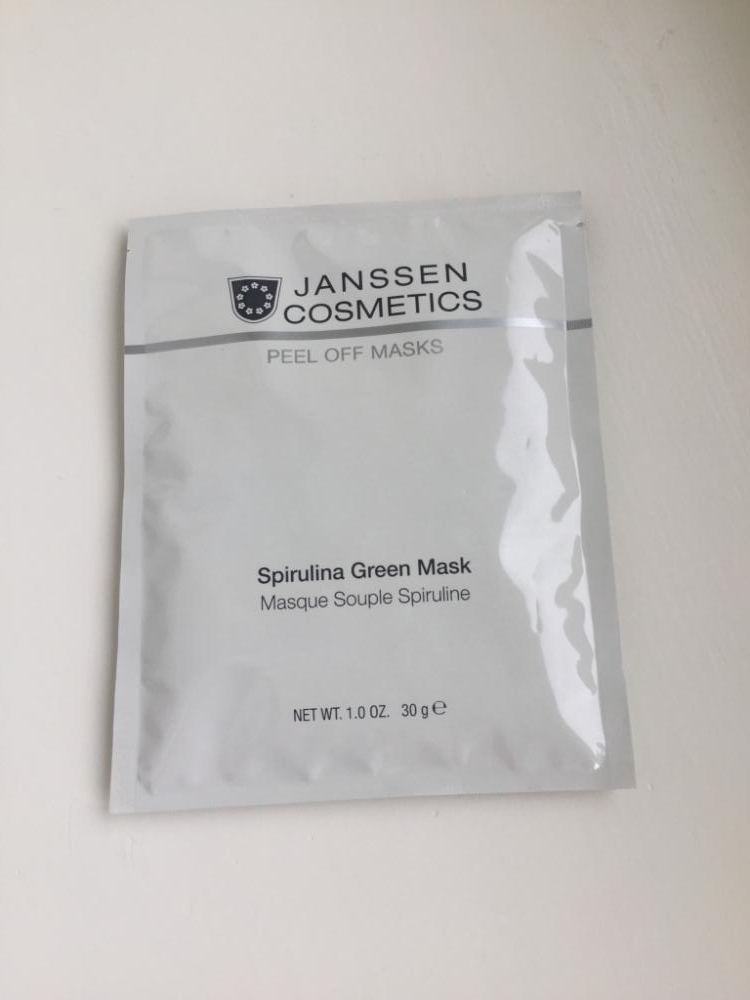 JANSSEN
COSMETICS
PEEL OFF MASKS
Spirulina Green Mask
Masque Souple Spiruline
NET WT. 1.0 OZ. 30 g ℮